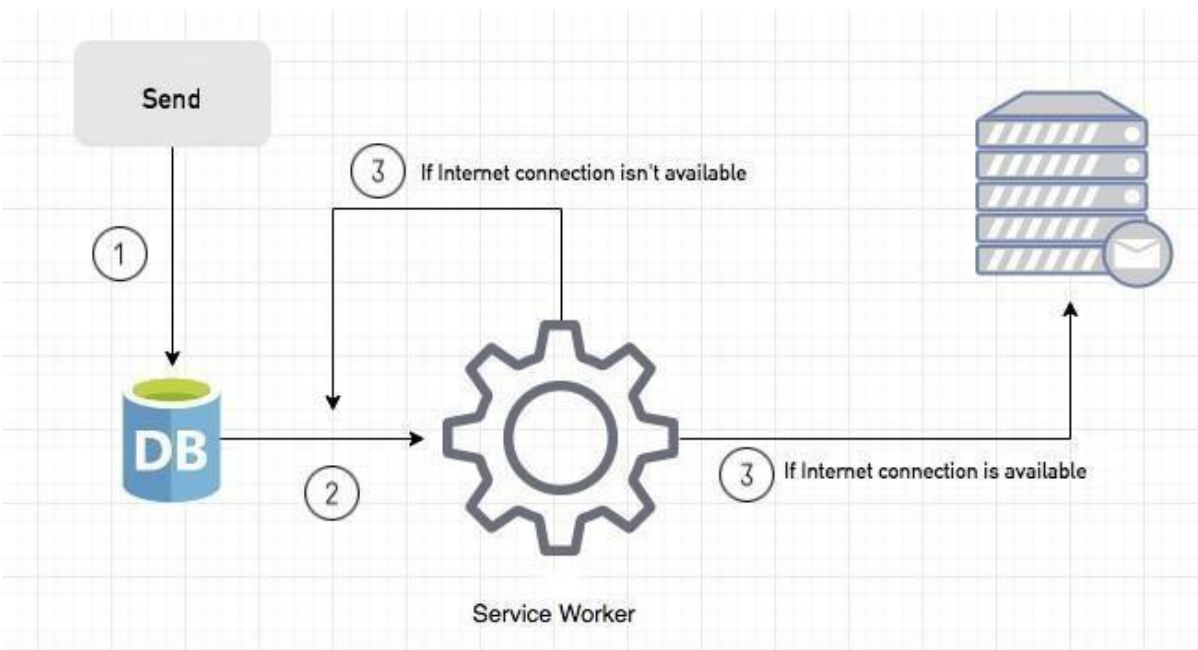 Send
3 If Internet connection isn't available
1
DB
2
3 If Internet connection is available
Service Worker